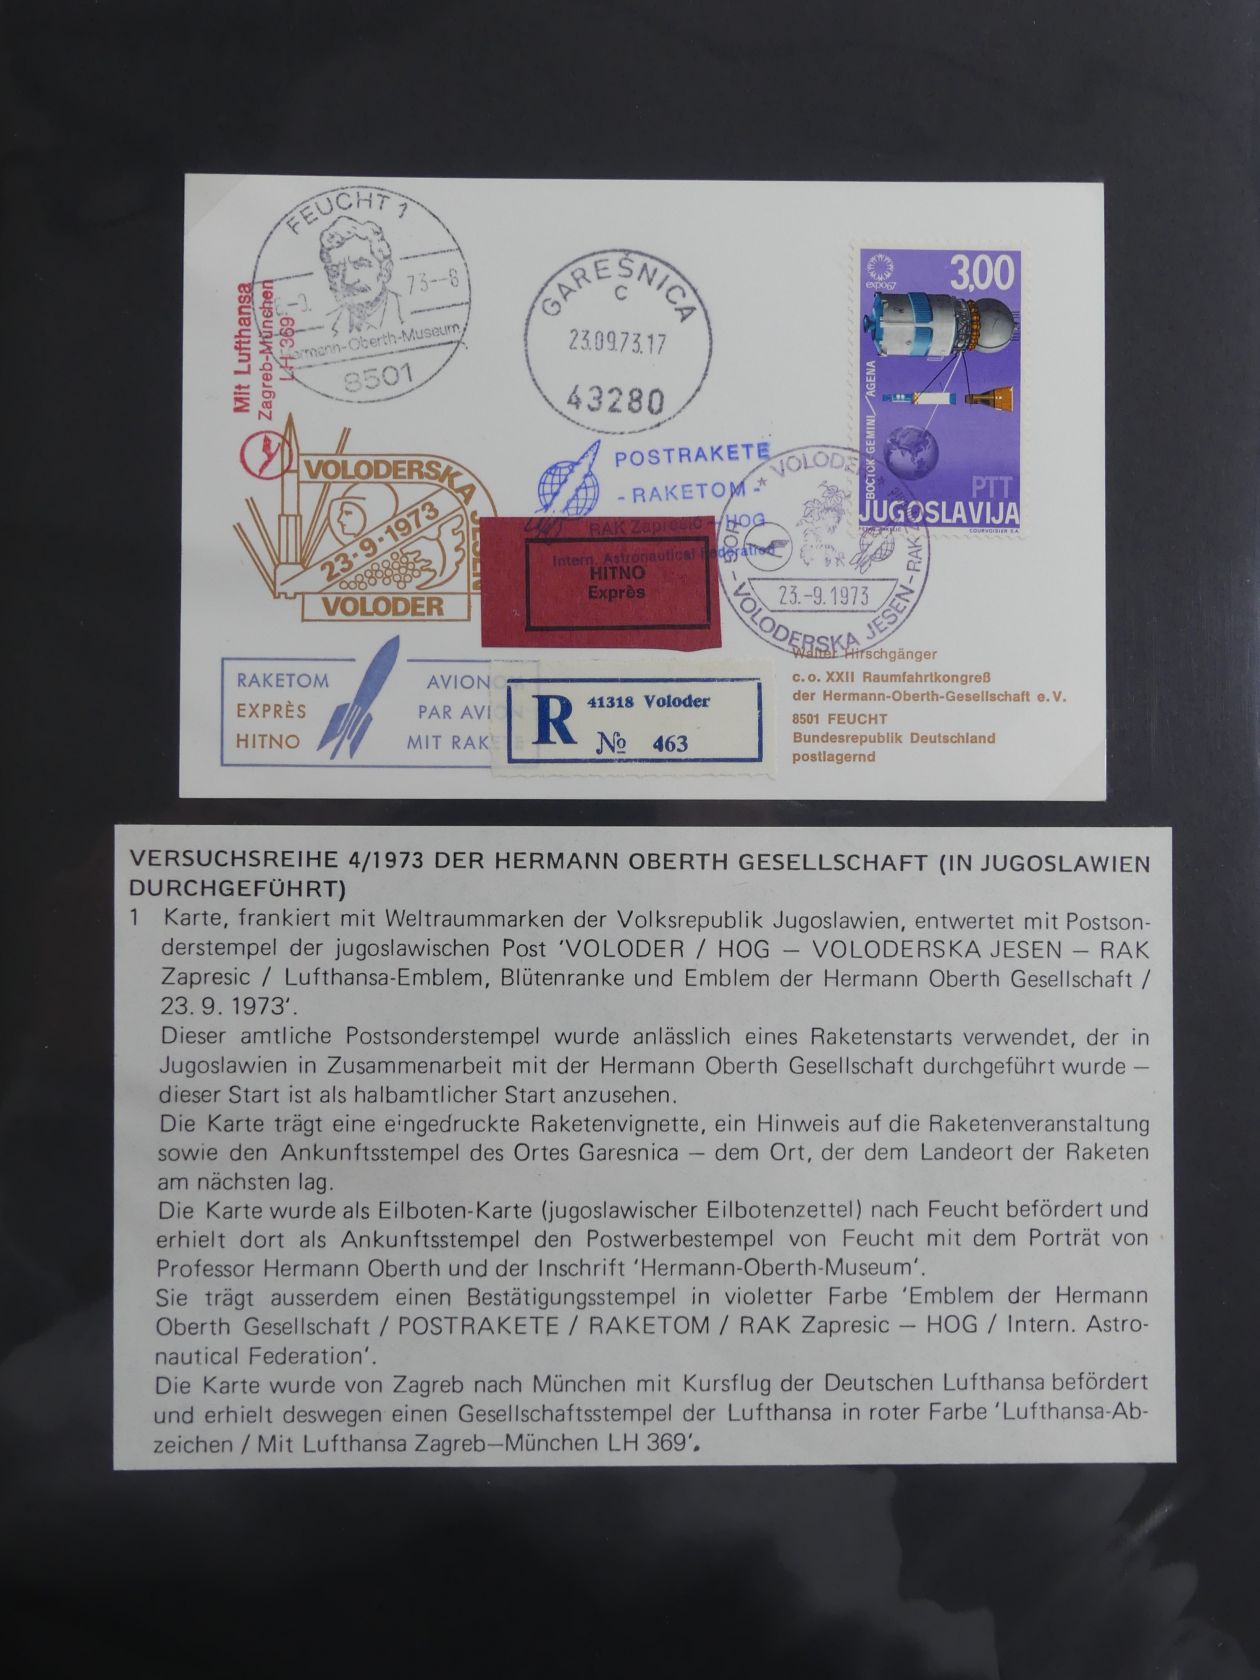 FEUCHT 1
73--8
Hermann-Oberth-Museum
8501
Mit Lufthansa
Zagreb-München
LH 369
GAREŠNICA
C
23.09.73.17
43280
expo67
3,00
ВОСТОК GEMINI / AGENA
PTT
JUGOSLAVIJA
COURVOISIER S.A.
VOLODERSKA JESEN
23-9-1973
VOLODER
POSTRAKETE
-RAKETOM-
RAK Zapresic - HOG
Intern. Astronautical Federation
HITNO
Exprès
VOLODER
HOG - VOLODERSKA JESEN - RAK
23.-9.1973
RAKETOM AVIONOM
EXPRÈS PAR AVION
HITNO MIT RAKETE
R 41318 Voloder
No 463
Walter Hirschgänger
c.o. XXII Raumfahrtkongreß
der Hermann-Oberth-Gesellschaft e.V.
8501 FEUCHT
Bundesrepublik Deutschland
postlagernd
VERSUCHSREIHE 4/1973 DER HERMANN OBERTH GESELLSCHAFT (IN JUGOSLAWIEN
DURCHGEFÜHRT)
1 Karte, frankiert mit Weltraummarken der Volksrepublik Jugoslawien, entwertet mit Postson-
derstempel der jugoslawischen Post 'VOLODER / HOG – VOLODERSKA JESEN – RAK
Zapresic / Lufthansa-Emblem, Blütenranke und Emblem der Hermann Oberth Gesellschaft /
23. 9. 1973'.
Dieser amtliche Postsonderstempel wurde anlässlich eines Raketenstarts verwendet, der in
Jugoslawien in Zusammenarbeit mit der Hermann Oberth Gesellschaft durchgeführt wurde –
dieser Start ist als halbamtlicher Start anzusehen.
Die Karte trägt eine eingedruckte Raketenvignette, ein Hinweis auf die Raketenveranstaltung
sowie den Ankunftsstempel des Ortes Garesnica – dem Ort, der dem Landeort der Raketen
am nächsten lag.
Die Karte wurde als Eilboten-Karte (jugoslawischer Eilbotenzettel) nach Feucht befördert und
erhielt dort als Ankunftsstempel den Postwerbestempel von Feucht mit dem Porträt von
Professor Hermann Oberth und der Inschrift 'Hermann-Oberth-Museum'.
Sie trägt ausserdem einen Bestätigungsstempel in violetter Farbe 'Emblem der Hermann
Oberth Gesellschaft / POSTRAKETE / RAKETOM / RAK Zapresic – HOG / Intern. Astro-
nautical Federation'.
Die Karte wurde von Zagreb nach München mit Kursflug der Deutschen Lufthansa befördert
und erhielt deswegen einen Gesellschaftsstempel der Lufthansa in roter Farbe 'Lufthansa-Ab-
zeichen / Mit Lufthansa Zagreb–München LH 369'.